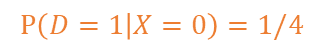 P(D = 1|X = 0) = 1/4